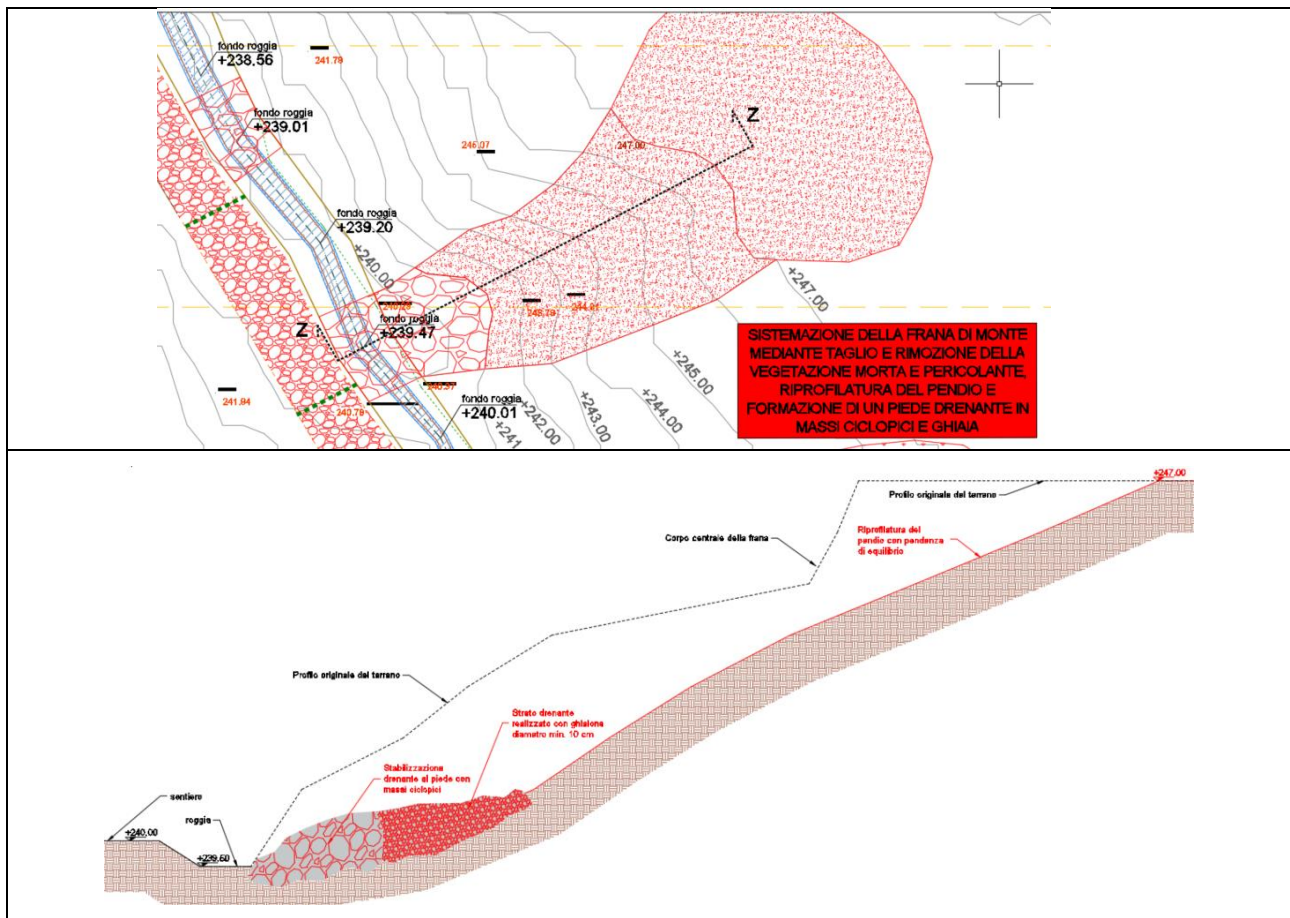 fondo roggia
+238.56
241.79
fondo roggia
+239.01
Z
246.07
247.00
fondo roggia
+239.20
+240.00
+247.00
Z
fondo roggia
+239.47
+245.00
241.94
240.79
fondo roggia
+240.01
+241
+242.00
+243.00
+244.00
SISTEMAZIONE DELLA FRANA DI MONTE
MEDIANTE TAGLIO E RIMOZIONE DELLA
VEGETAZIONE MORTA E PERICOLANTE,
RIPROFILATURA DEL PENDIO E
FORMAZIONE DI UN PIEDE DRENANTE IN
MASSI CICLOPICI E GHIAIA
+247.00
Profilo originale del terreno
Corpo centrale della frana
Riprofilatura del
pendio con pendenza
di equilibrio
Profilo originale del terreno
Strato drenante
realizzato con ghiaione
diametro min. 10 cm
Stabilizzazione
drenante al piede con
massi ciclopici
sentiero
+240.00
roggia